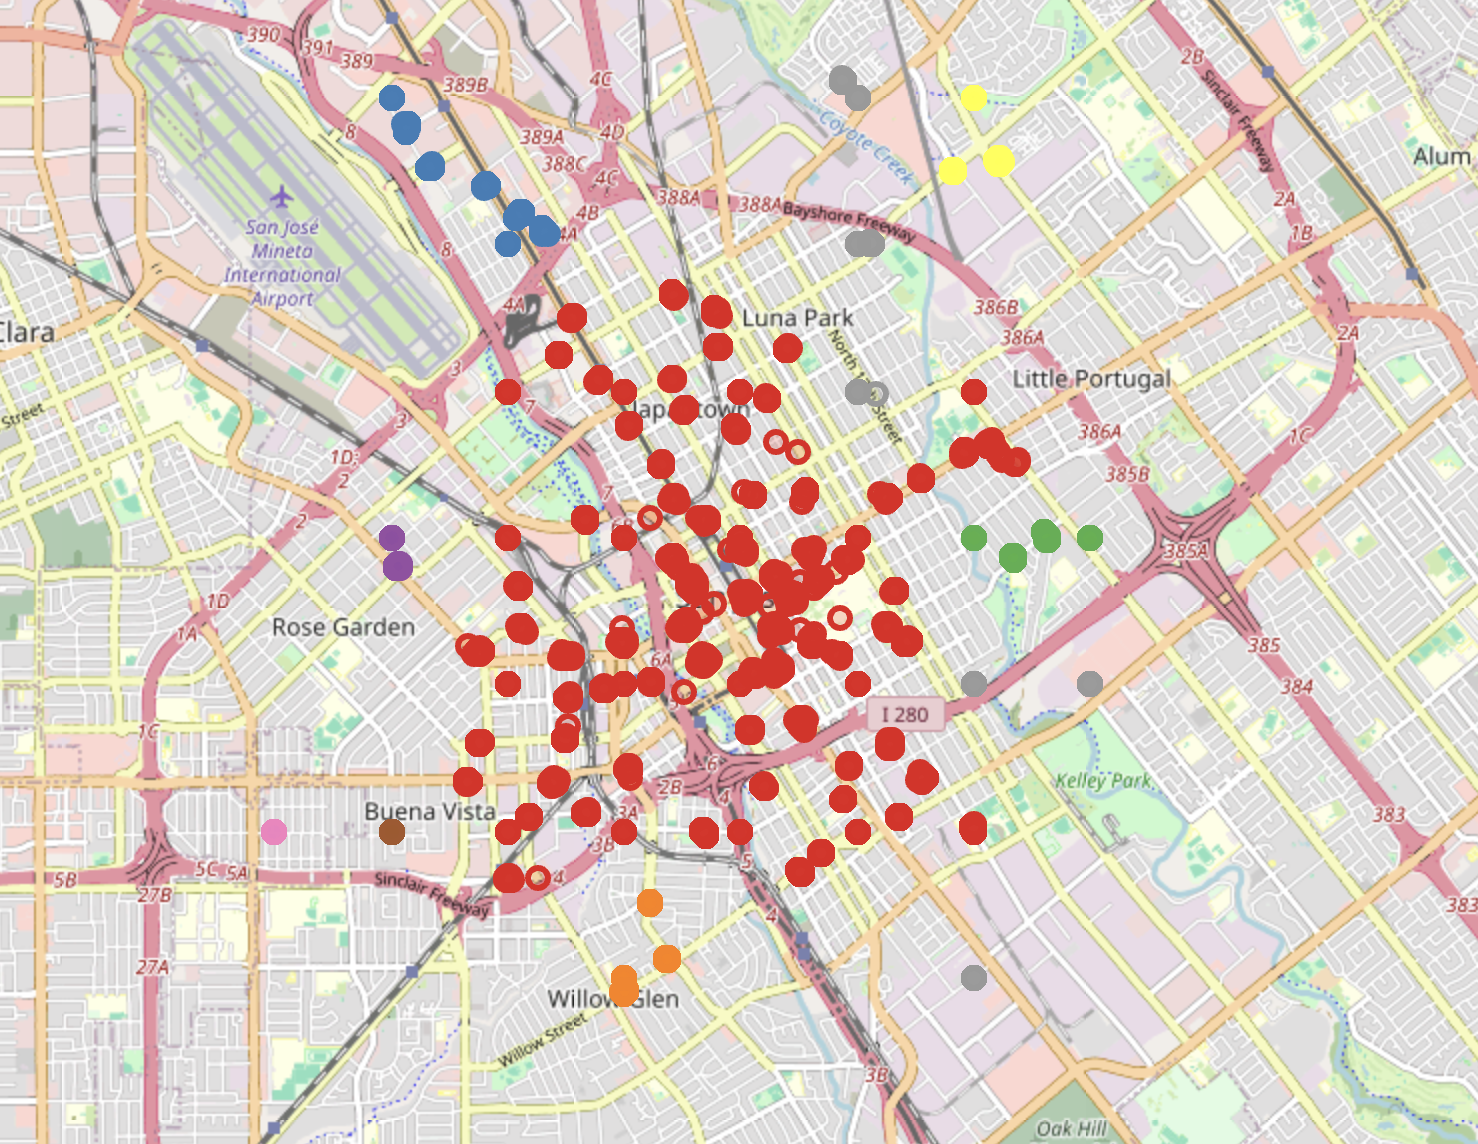 390
391
389
389B
4C
2B
Sinclair Freeway
8
389A
4D
388C
4C
Coyote Creek
Alum
388A
388A
4B
Bayshore Freeway
2A
1B
San José
Mineta
International
Airport
8
4A
4A
386B
Clara
Luna Park
386A
2A
3
North
Street
Little Portugal
7
Street
3
1D;
2
386A
1C
385B
7
2
385A
1D
1A
Rose Garden
385
6A
384
I 280
1C
6
2B
4
Kelley Park
Buena Vista
3A
383
3B
5C
5A
5B
5
4
Sinclair Freeway
27B
383
4
27A
Willow Glen
Willow Street
3B
Oak Hill